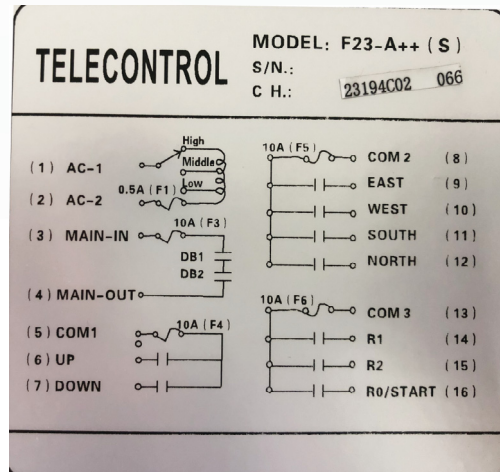 TELECONTROL
MODEL: F23-A++ (S)
S/N.:
C H.: 23194C02 066
High
Middle
Low
(1) AC-1
(2) AC-2
0.5A (F1)
(3) MAIN-IN
10A (F3)
DB1
DB2
(4) MAIN-OUT
(5) COM1
10A (F4)
(6) UP
(7) DOWN
10A (F5)
COM 2 (8)
EAST (9)
WEST (10)
SOUTH (11)
NORTH (12)
10A (F6)
COM 3 (13)
R1 (14)
R2 (15)
R0/START (16)